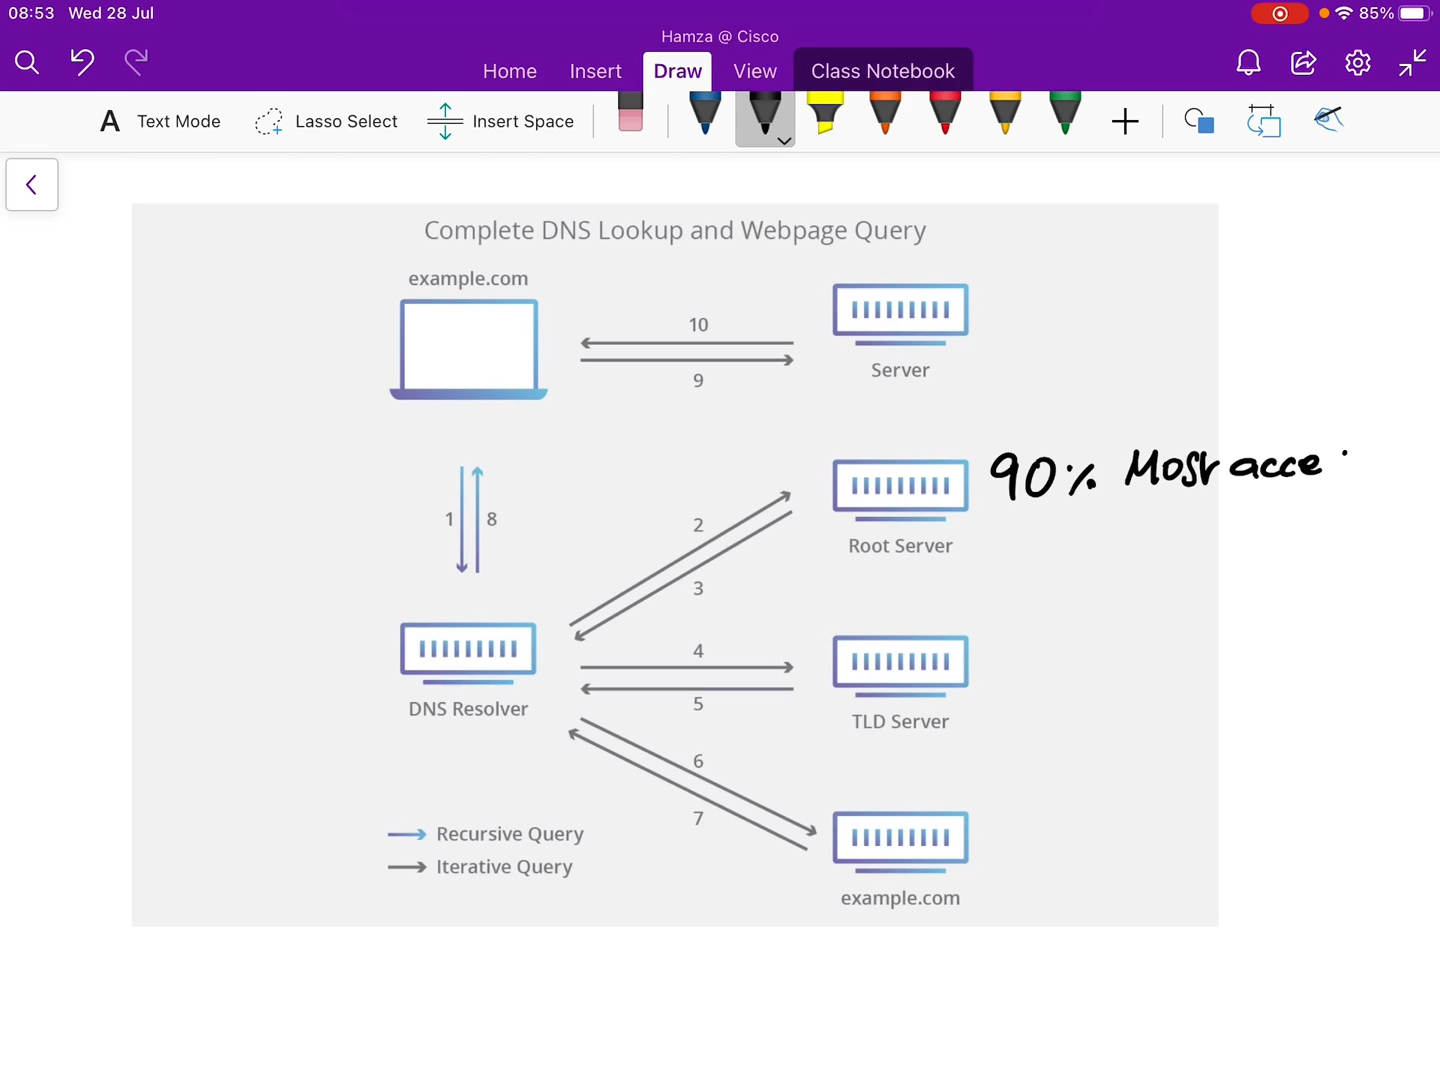 08:53 Wed 28 Jul
85%
Hamza @ Cisco
Home Insert Draw View Class Notebook
A Text Mode Lasso Select Insert Space
Complete DNS Lookup and Webpage Query
example.com
10
9
Server
90% Most acce
1 8
2
3
Root Server
4
5
DNS Resolver
TLD Server
6
7
Recursive Query
Iterative Query
example.com